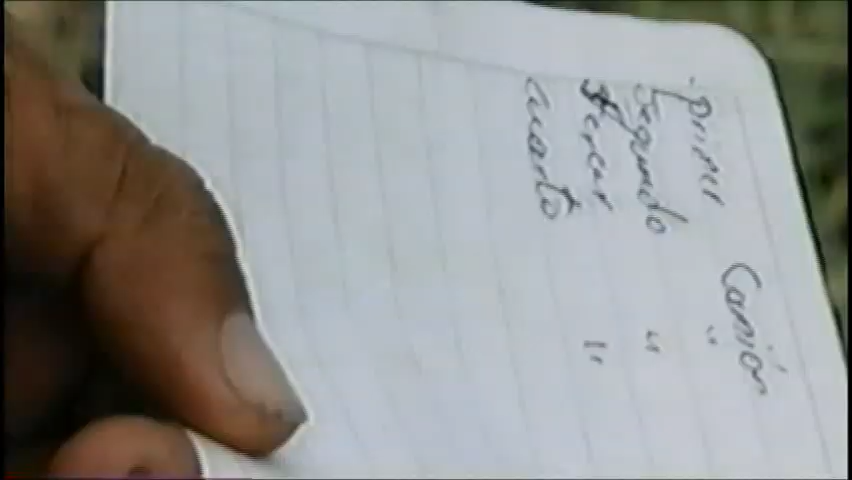 primer Camión
Segundo "
Tercer "
Cuarto "